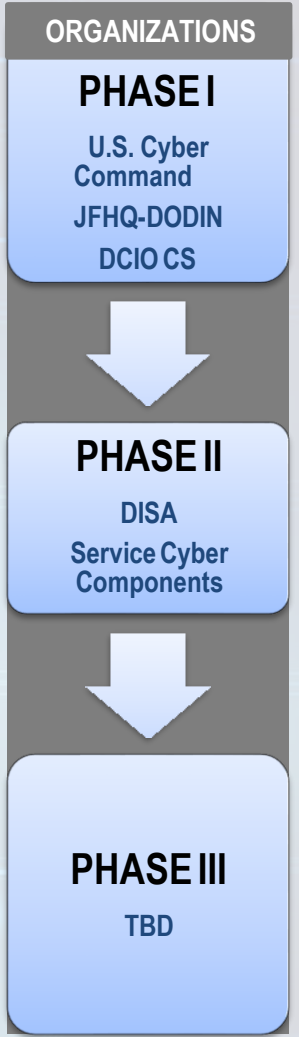 ORGANIZATIONS
PHASE I
U.S. Cyber
Command
JFHQ-DODIN
DCIO CS
PHASE II
DISA
Service Cyber
Components
PHASE III
TBD